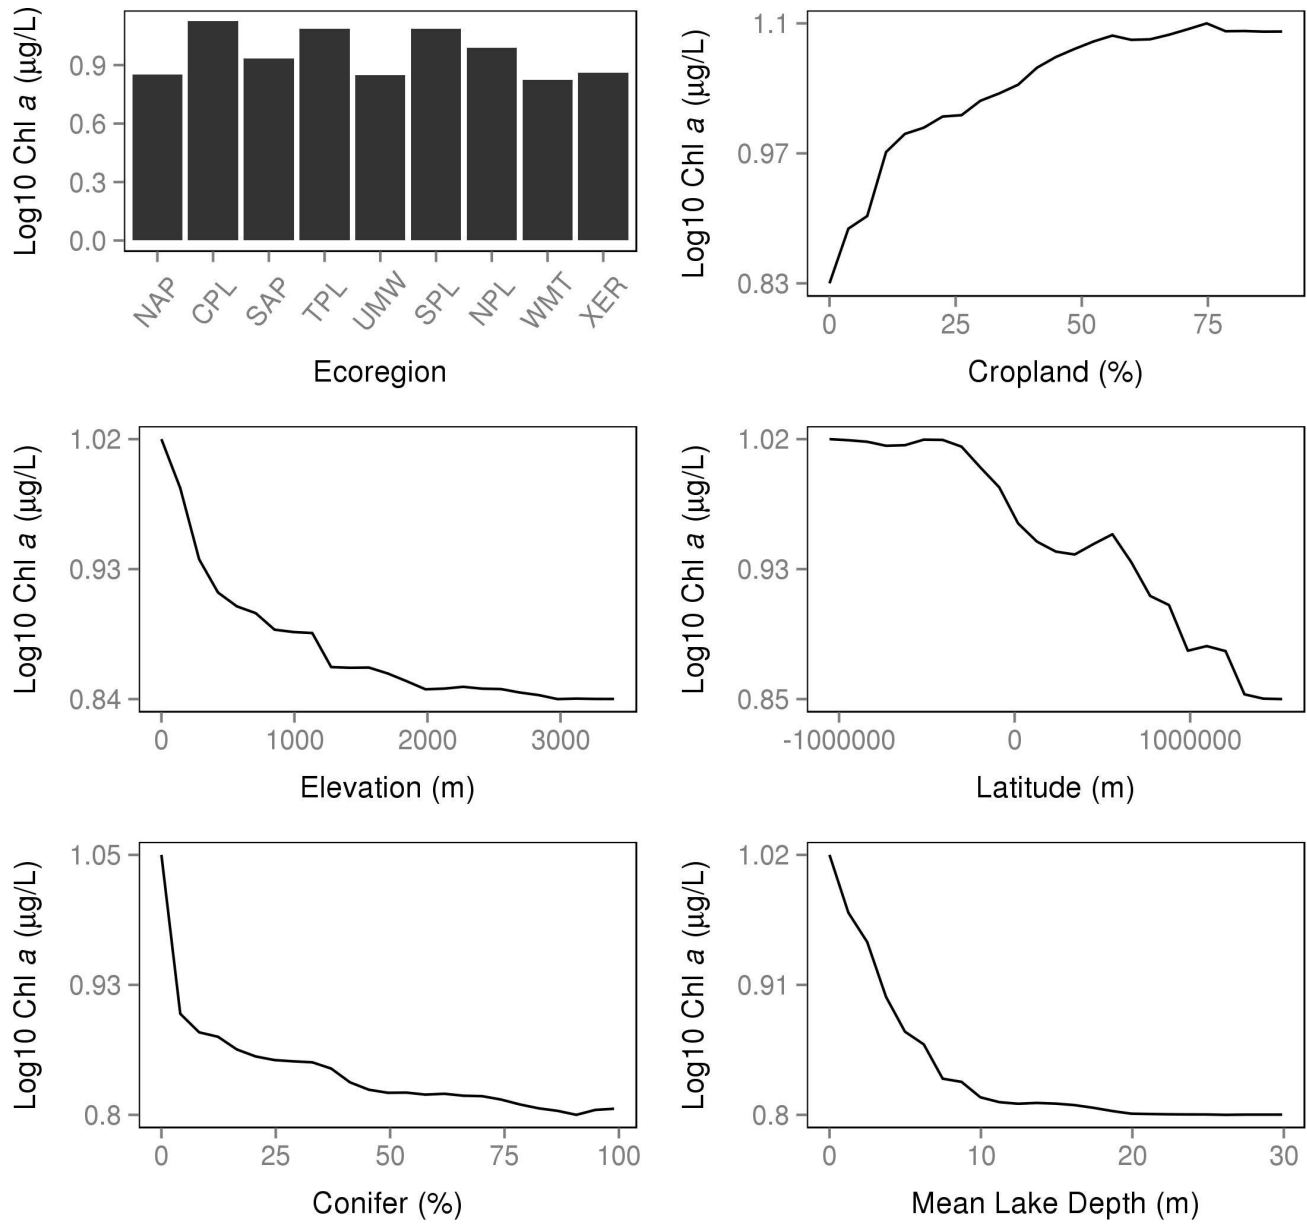 Log10 Chl a (µg/L)
0.9
0.6
0.3
0.0
NAP CPL SAP TPL UMW SPL NPL WMT XER
Ecoregion
Log10 Chl a (µg/L)
1.1
0.97
0.83
0 25 50 75
Cropland (%)
Log10 Chl a (µg/L)
1.02
0.93
0.84
0 1000 2000 3000
Elevation (m)
Log10 Chl a (µg/L)
1.02
0.93
0.85
-1000000 0 1000000
Latitude (m)
Log10 Chl a (µg/L)
1.05
0.93
0.8
0 25 50 75 100
Conifer (%)
Log10 Chl a (µg/L)
1.02
0.91
0.8
0 10 20 30
Mean Lake Depth (m)